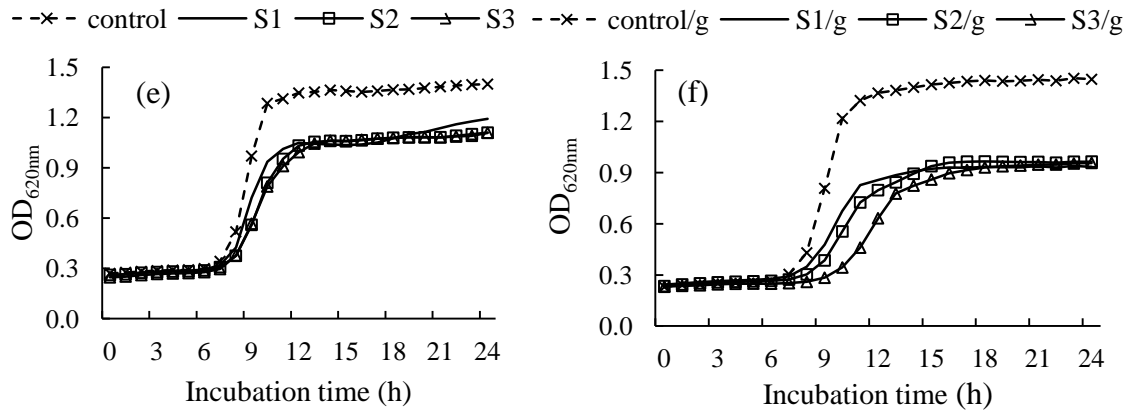 control S1 S2 S3
control/g S1/g S2/g S3/g
(e)
1.5
1.2
0.9
0.6
0.3
0.0
OD620nm
0 3 6 9 12 15 18 21 24
Incubation time (h)
(f)
1.5
1.2
0.9
0.6
0.3
0.0
OD620nm
0 3 6 9 12 15 18 21 24
Incubation time (h)